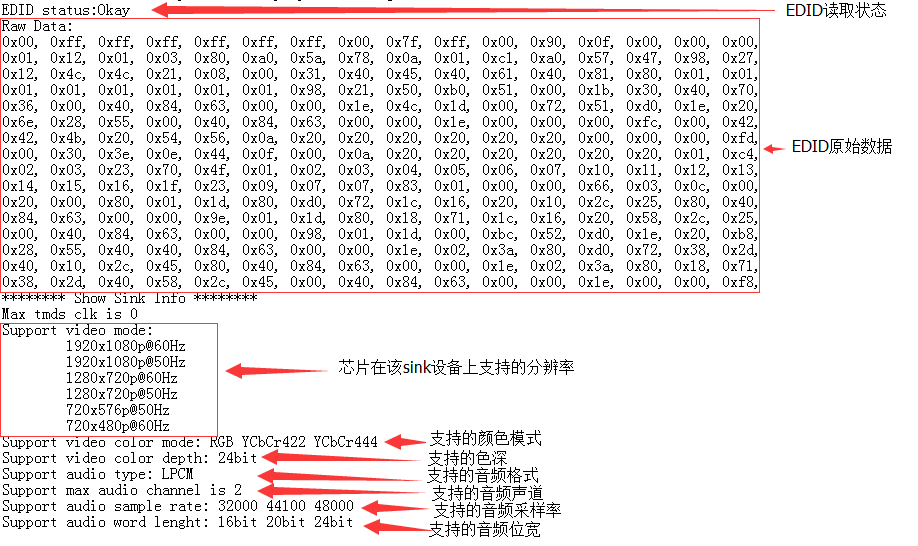 EDID status:Okay
EDID读取状态
Raw Data:
0x00, 0xff, 0xff, 0xff, 0xff, 0xff, 0xff, 0x00, 0x7f, 0xff, 0x00, 0x90, 0x0f, 0x00, 0x00, 0x00,
0x01, 0x12, 0x01, 0x03, 0x80, 0xa0, 0x5a, 0x78, 0x0a, 0x01, 0xc1, 0xa0, 0x57, 0x47, 0x98, 0x27,
0x12, 0x4c, 0x4c, 0x21, 0x08, 0x00, 0x31, 0x40, 0x45, 0x40, 0x61, 0x40, 0x81, 0x80, 0x01, 0x01,
0x01, 0x01, 0x01, 0x01, 0x01, 0x01, 0x98, 0x21, 0x50, 0xb0, 0x51, 0x00, 0x1b, 0x30, 0x40, 0x70,
0x36, 0x00, 0x40, 0x84, 0x63, 0x00, 0x00, 0x1e, 0x4c, 0x1d, 0x00, 0x72, 0x51, 0xd0, 0x1e, 0x20,
0x6e, 0x28, 0x55, 0x00, 0x40, 0x84, 0x63, 0x00, 0x00, 0x1e, 0x00, 0x00, 0x00, 0xfc, 0x00, 0x42,
0x42, 0x4b, 0x20, 0x54, 0x56, 0x0a, 0x20, 0x20, 0x20, 0x20, 0x20, 0x20, 0x00, 0x00, 0x00, 0xfd,
0x00, 0x30, 0x3e, 0x0e, 0x44, 0x0f, 0x00, 0x0a, 0x20, 0x20, 0x20, 0x20, 0x20, 0x20, 0x01, 0xc4,
EDID原始数据
0x02, 0x03, 0x23, 0x70, 0x4f, 0x01, 0x02, 0x03, 0x04, 0x05, 0x06, 0x07, 0x10, 0x11, 0x12, 0x13,
0x14, 0x15, 0x16, 0x1f, 0x23, 0x09, 0x07, 0x07, 0x83, 0x01, 0x00, 0x00, 0x66, 0x03, 0x0c, 0x00,
0x20, 0x00, 0x80, 0x01, 0x1d, 0x80, 0xd0, 0x72, 0x1c, 0x16, 0x20, 0x10, 0x2c, 0x25, 0x80, 0x40,
0x84, 0x63, 0x00, 0x00, 0x9e, 0x01, 0x1d, 0x80, 0x18, 0x71, 0x1c, 0x16, 0x20, 0x58, 0x2c, 0x25,
0x00, 0x40, 0x84, 0x63, 0x00, 0x00, 0x98, 0x01, 0x1d, 0x00, 0xbc, 0x52, 0xd0, 0x1e, 0x20, 0xb8,
0x28, 0x55, 0x40, 0x40, 0x84, 0x63, 0x00, 0x00, 0x1e, 0x02, 0x3a, 0x80, 0xd0, 0x72, 0x38, 0x2d,
0x40, 0x10, 0x2c, 0x45, 0x80, 0x40, 0x84, 0x63, 0x00, 0x00, 0x1e, 0x02, 0x3a, 0x80, 0x18, 0x71,
0x38, 0x2d, 0x40, 0x58, 0x2c, 0x45, 0x00, 0x40, 0x84, 0x63, 0x00, 0x00, 0x1e, 0x00, 0x00, 0xf8,
******** Show Sink Info ********
Max tmds clk is 0
Support video mode:
1920x1080p@60Hz
1920x1080p@50Hz
1280x720p@60Hz
1280x720p@50Hz
720x576p@50Hz
720x480p@60Hz
芯片在该sink设备上支持的分辨率
Support video color mode: RGB YCbCr422 YCbCr444
支持的颜色模式
Support video color depth: 24bit
支持的色深
Support audio type: LPCM
支持的音频格式
Support max audio channel is 2
支持的音频声道
Support audio sample rate: 32000 44100 48000
支持的音频采样率
Support audio word lenght: 16bit 20bit 24bit
支持的音频位宽